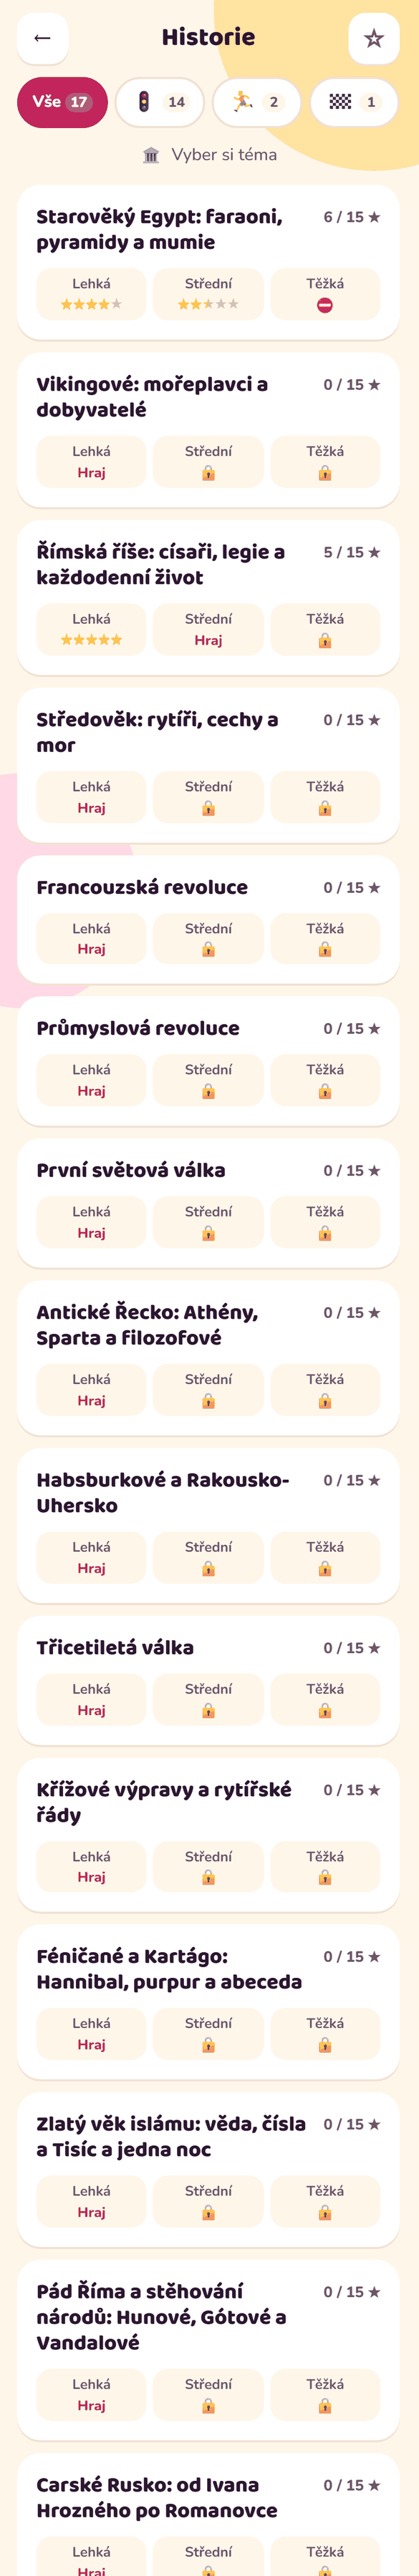 ←
Historie
☆
Vše 17
14
2
1
Vyber si téma
Starověký Egypt: faraoni,
pyramidy a mumie
6 / 15 ★
Lehká
Střední
Těžká
Vikingové: mořeplavci a
dobyvatelé
0 / 15 ★
Lehká
Střední
Těžká
Hraj
Římská říše: císaři, legie a
každodenní život
5 / 15 ★
Lehká
Střední
Těžká
Hraj
Středověk: rytíři, cechy a
mor
0 / 15 ★
Lehká
Střední
Těžká
Hraj
Francouzská revoluce
0 / 15 ★
Lehká
Střední
Těžká
Hraj
Průmyslová revoluce
0 / 15 ★
Lehká
Střední
Těžká
Hraj
První světová válka
0 / 15 ★
Lehká
Střední
Těžká
Hraj
Antické Řecko: Athény,
Sparta a filozofové
0 / 15 ★
Lehká
Střední
Těžká
Hraj
Habsburkové a Rakousko-
Uhersko
0 / 15 ★
Lehká
Střední
Těžká
Hraj
Třicetiletá válka
0 / 15 ★
Lehká
Střední
Těžká
Hraj
Křížové výpravy a rytířské
řády
0 / 15 ★
Lehká
Střední
Těžká
Hraj
Féničané a Kartágo:
Hannibal, purpur a abeceda
0 / 15 ★
Lehká
Střední
Těžká
Hraj
Zlatý věk islámu: věda, čísla
a Tisíc a jedna noc
0 / 15 ★
Lehká
Střední
Těžká
Hraj
Pád Říma a stěhování
národů: Hunové, Gótové a
Vandalové
0 / 15 ★
Lehká
Střední
Těžká
Hraj
Carské Rusko: od Ivana
Hrozného po Romanovce
0 / 15 ★
Lehká
Střední
Těžká
Hraj